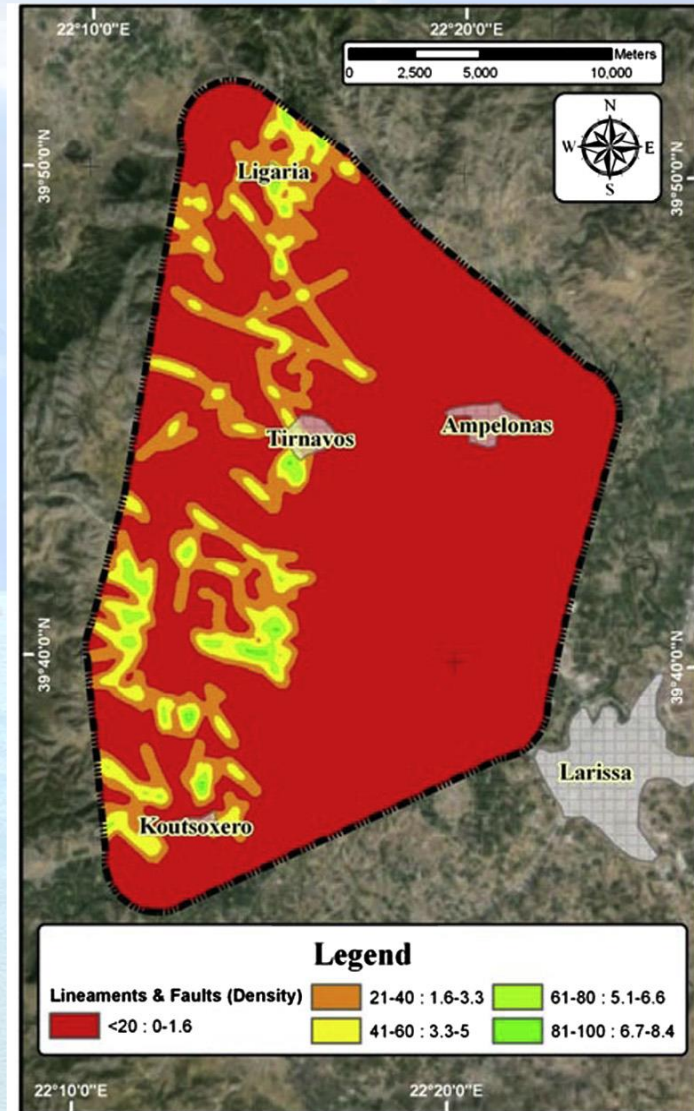 22°10'0"E 22°20'0"E
Meters
0 2,500 5,000 10,000
N
W E
S
39°50'0"N 39°50'0"N
Ligaria
Tirnavos
Ampelonas
39°40'0"N 39°40'0"N
Larissa
Koutsoxero
Legend
Lineaments & Faults (Density)
<20 : 0-1.6
21-40 : 1.6-3.3
41-60 : 3.3-5
61-80 : 5.1-6.6
81-100 : 6.7-8.4
22°10'0"E 22°20'0"E